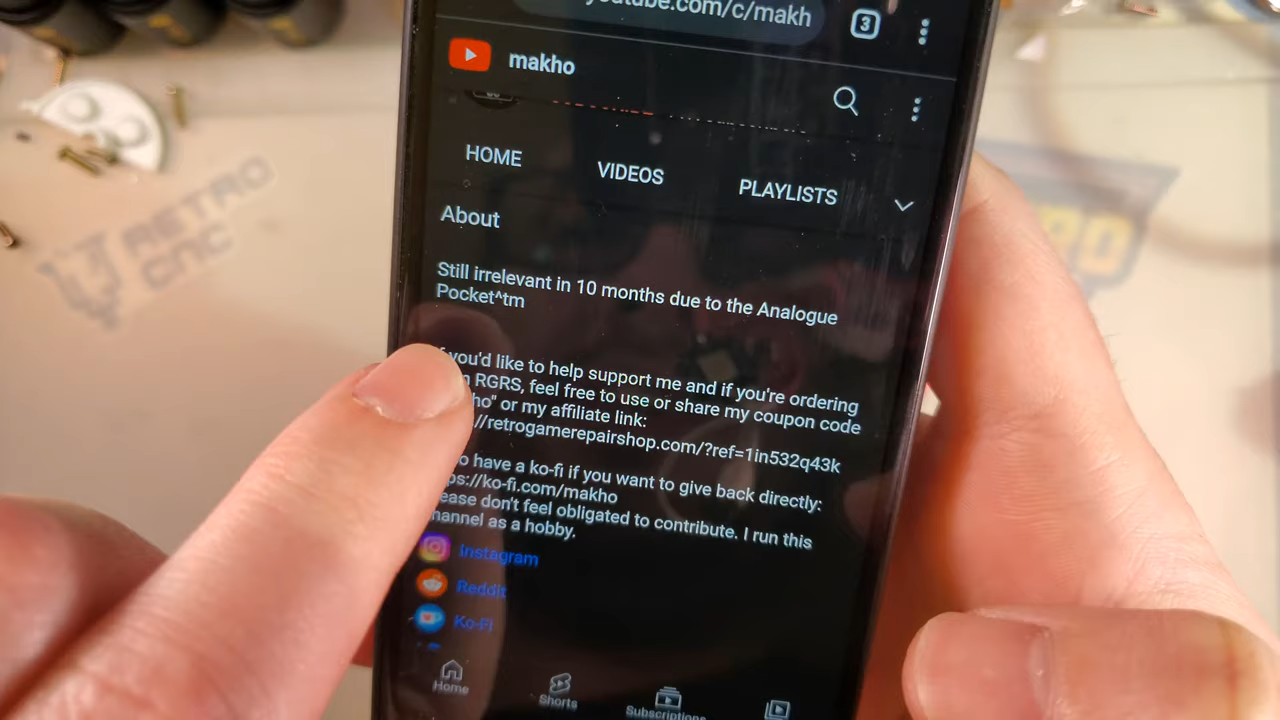 youtube.com/c/makh
3
makho
HOME
VIDEOS
PLAYLISTS
About
Still irrelevant in 10 months due to the Analogue
Pocket^tm
you'd like to help support me and if you're ordering
RGRS, feel free to use or share my coupon code
ho" or my affiliate link:
://retrogamerepairshop.com/?ref=1in532q43k
o have a ko-fi if you want to give back directly:
ps://ko-fi.com/makho
ease don't feel obligated to contribute. I run this
hannel as a hobby.
Instagram
Reddit
Ko-Fi
Home
Shorts
Subscriptions
RETRO
CNC